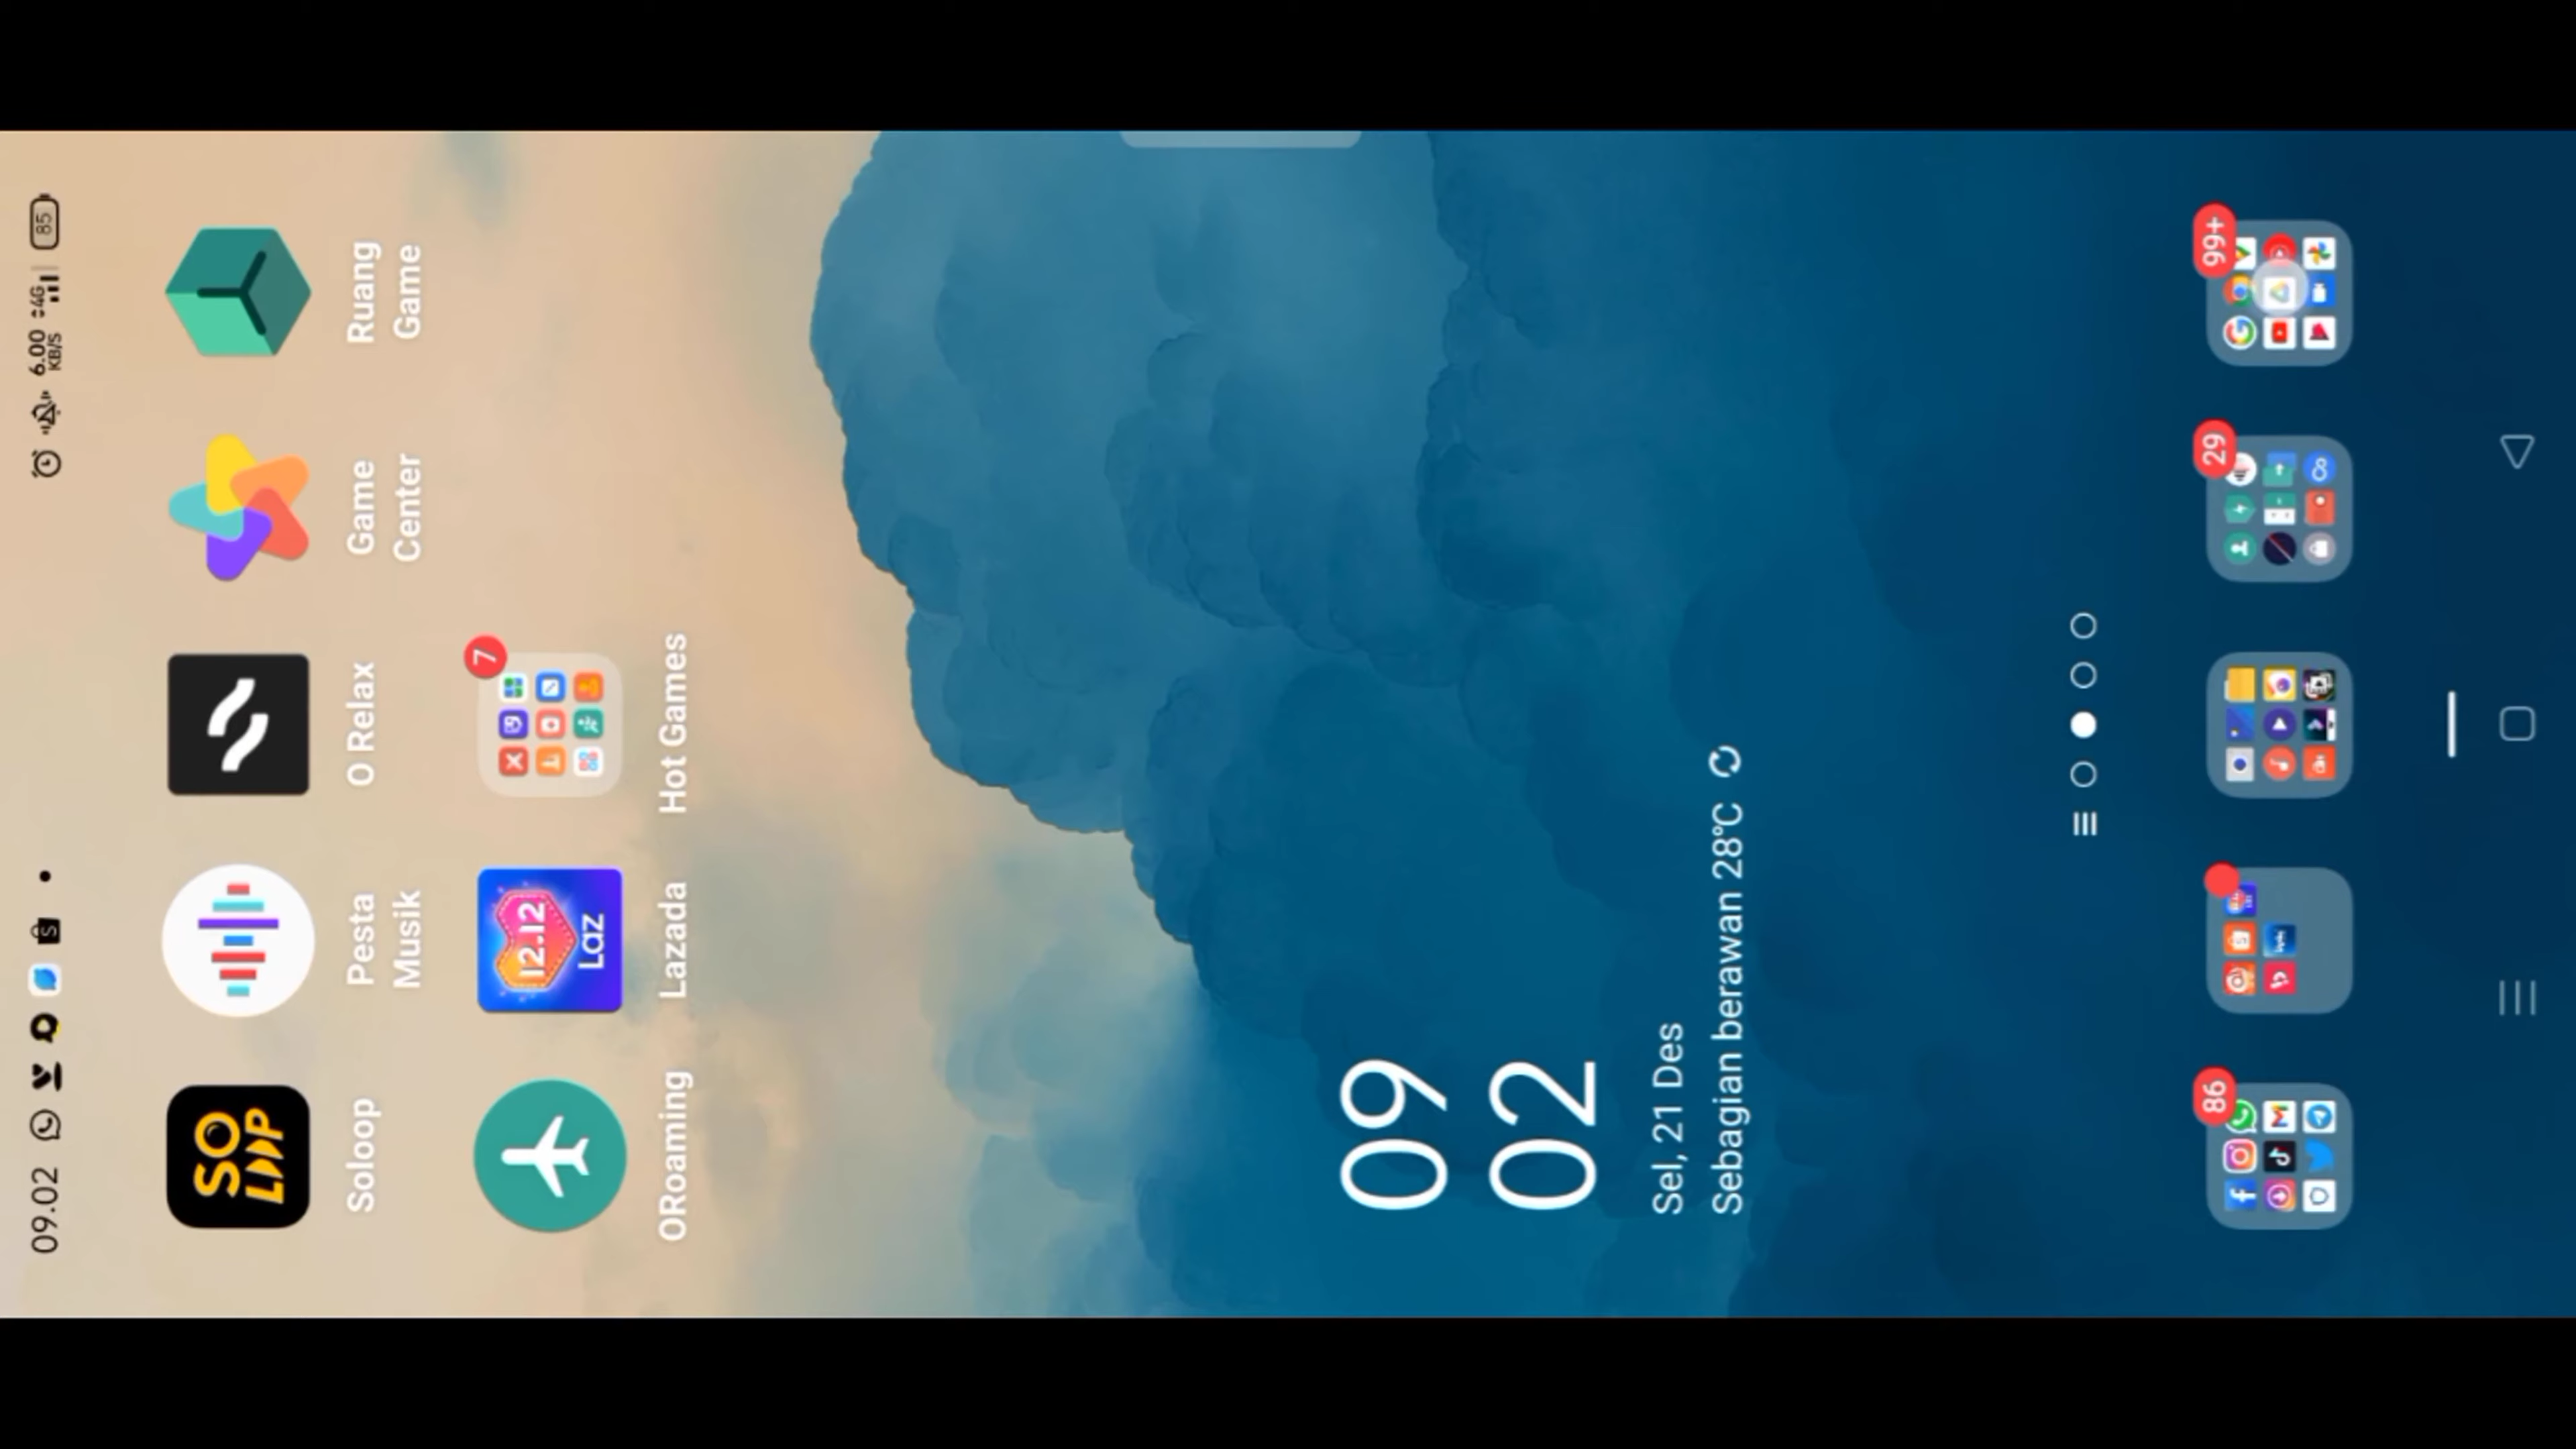 09.02
6.00
KB/S
4G
85
SO
LOOP
Soloop
Pesta
Musik
O Relax
Game
Center
Ruang
Game
ORoaming
12.12
Laz
Lazada
7
Hot Games
09
02
Sel, 21 Des
Sebagian berawan 28°C
86
29
99+